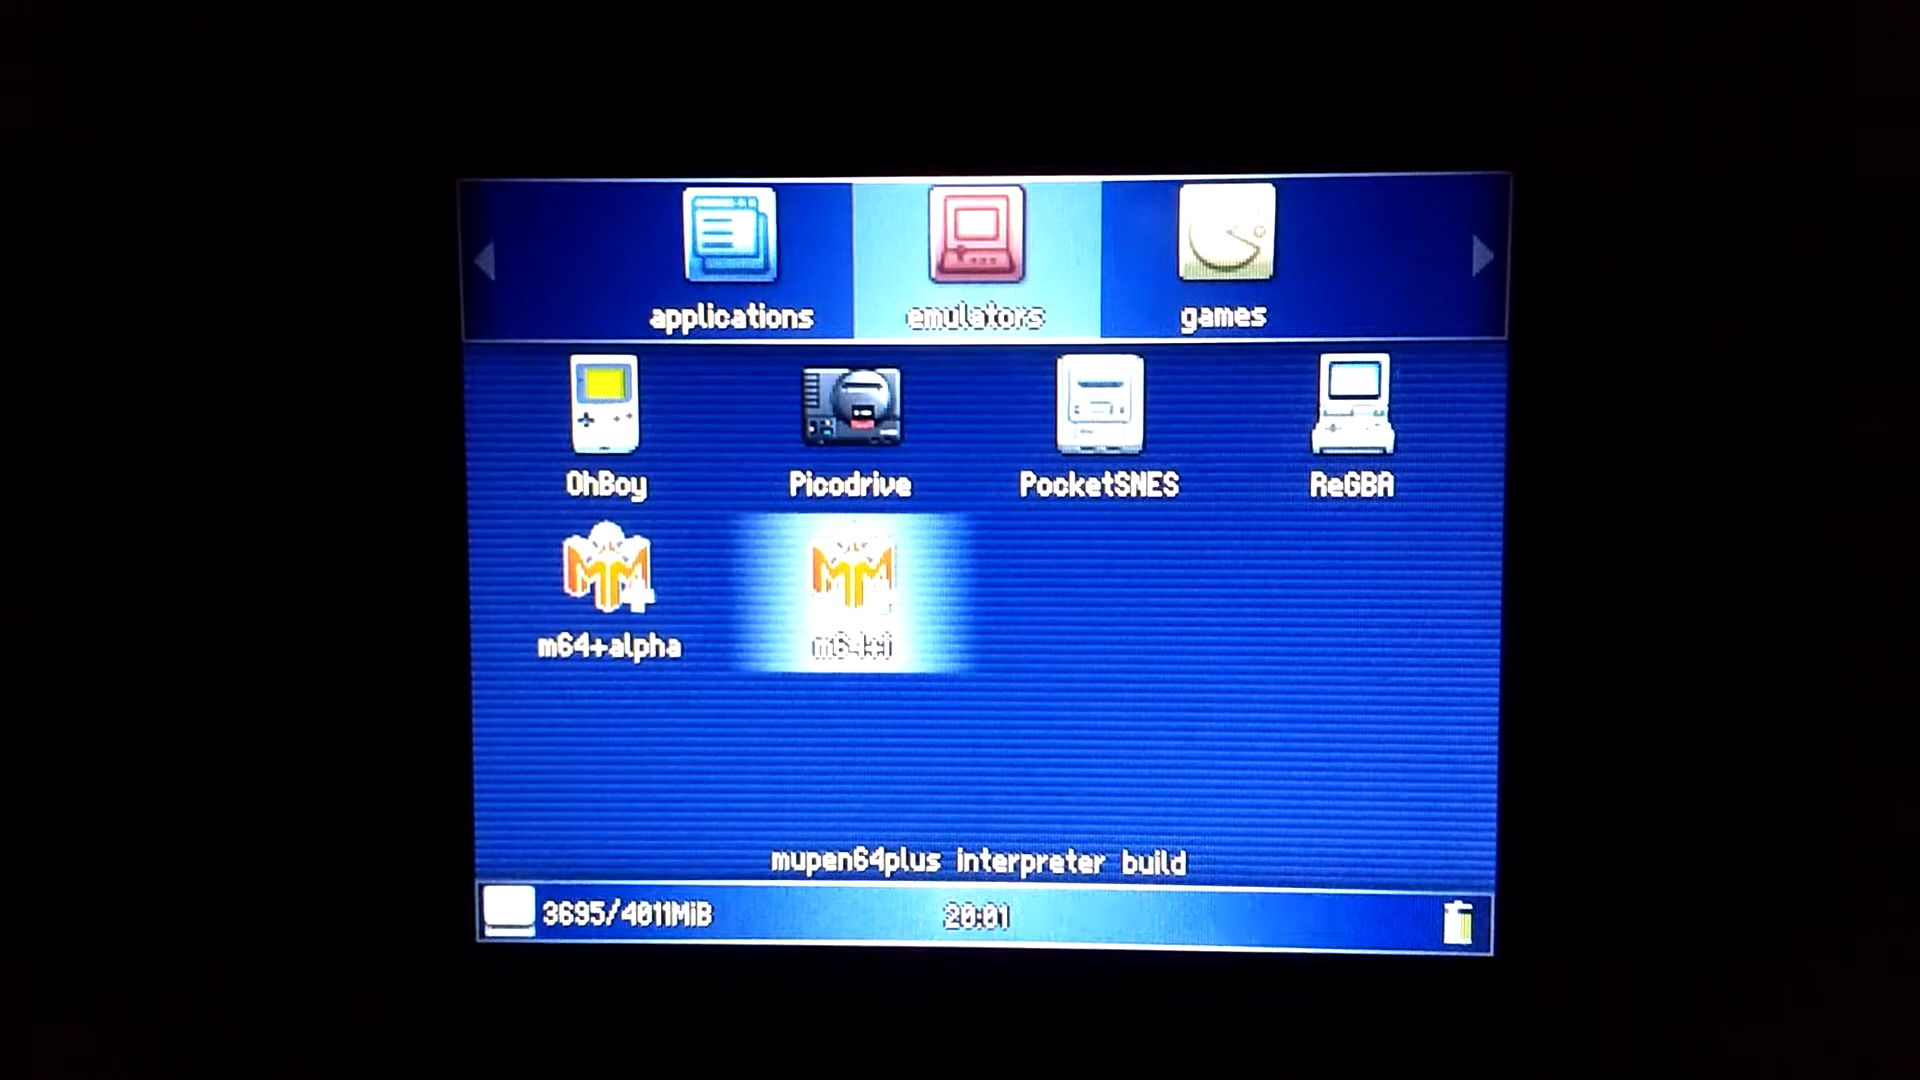 applications
emulators
games
OhBoy
Picodrive
PocketSNES
ReGBA
m64+alpha
mupen64plus interpreter build
3695/4011MiB
20:01